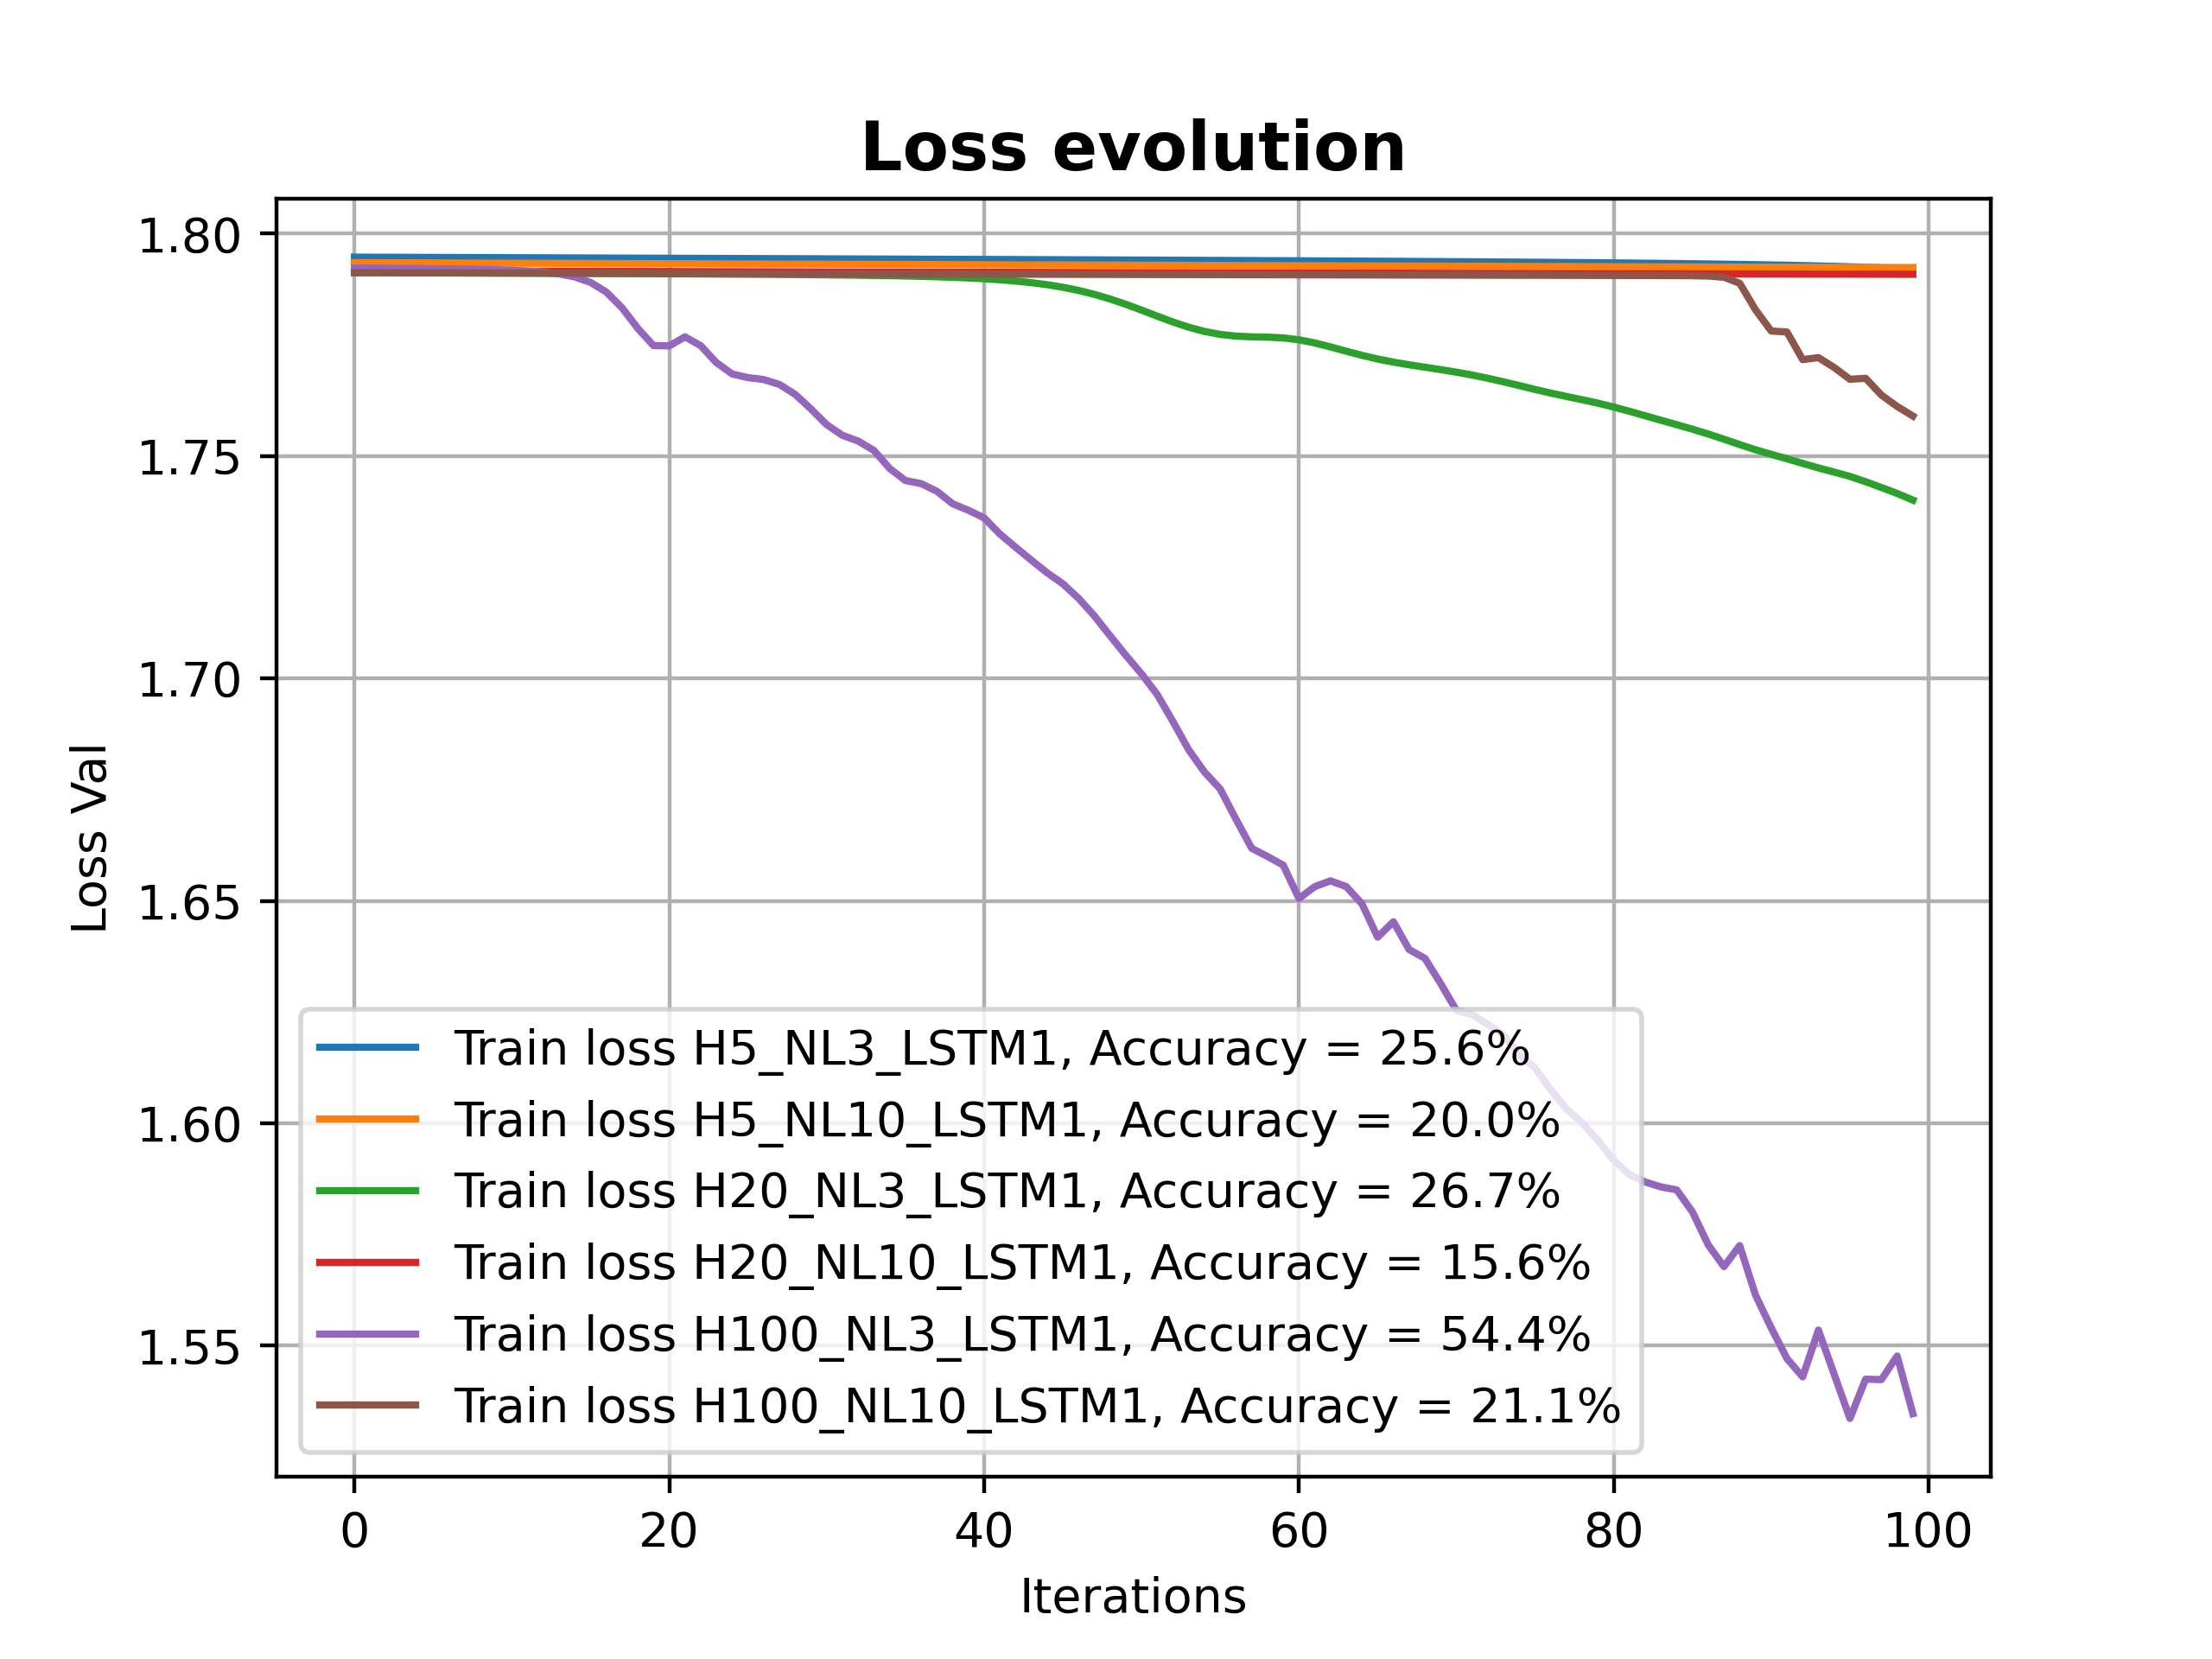 Loss evolution
1.80
1.75
1.70
1.65
1.60
1.55
Loss Val
Train loss H5_NL3_LSTM1, Accuracy = 25.6%
Train loss H5_NL10_LSTM1, Accuracy = 20.0%
Train loss H20_NL3_LSTM1, Accuracy = 26.7%
Train loss H20_NL10_LSTM1, Accuracy = 15.6%
Train loss H100_NL3_LSTM1, Accuracy = 54.4%
Train loss H100_NL10_LSTM1, Accuracy = 21.1%
0 20 40 60 80 100
Iterations